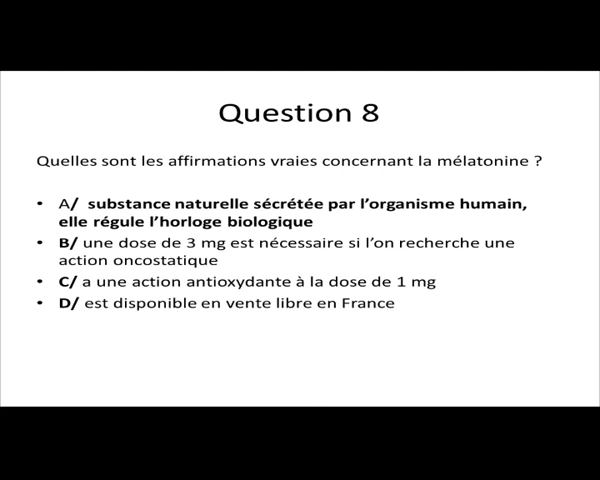 Question 8
Quelles sont les affirmations vraies concernant la mélatonine ?
• A/ substance naturelle sécrétée par l'organisme humain,
elle régule l'horloge biologique
• B/ une dose de 3 mg est nécessaire si l'on recherche une
action oncostatique
• C/ a une action antioxydante à la dose de 1 mg
• D/ est disponible en vente libre en France